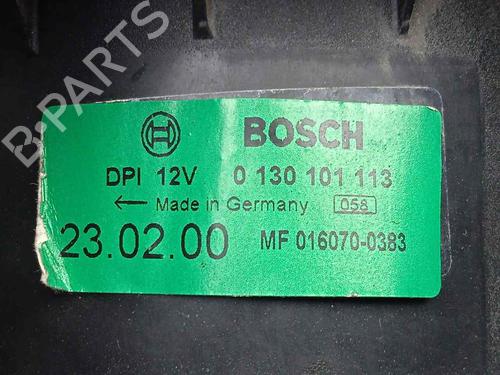 B-PARTS
BOSCH
DPI 12V 0 130 101 113
← Made in Germany 058
23.02.00 MF 016070-0383